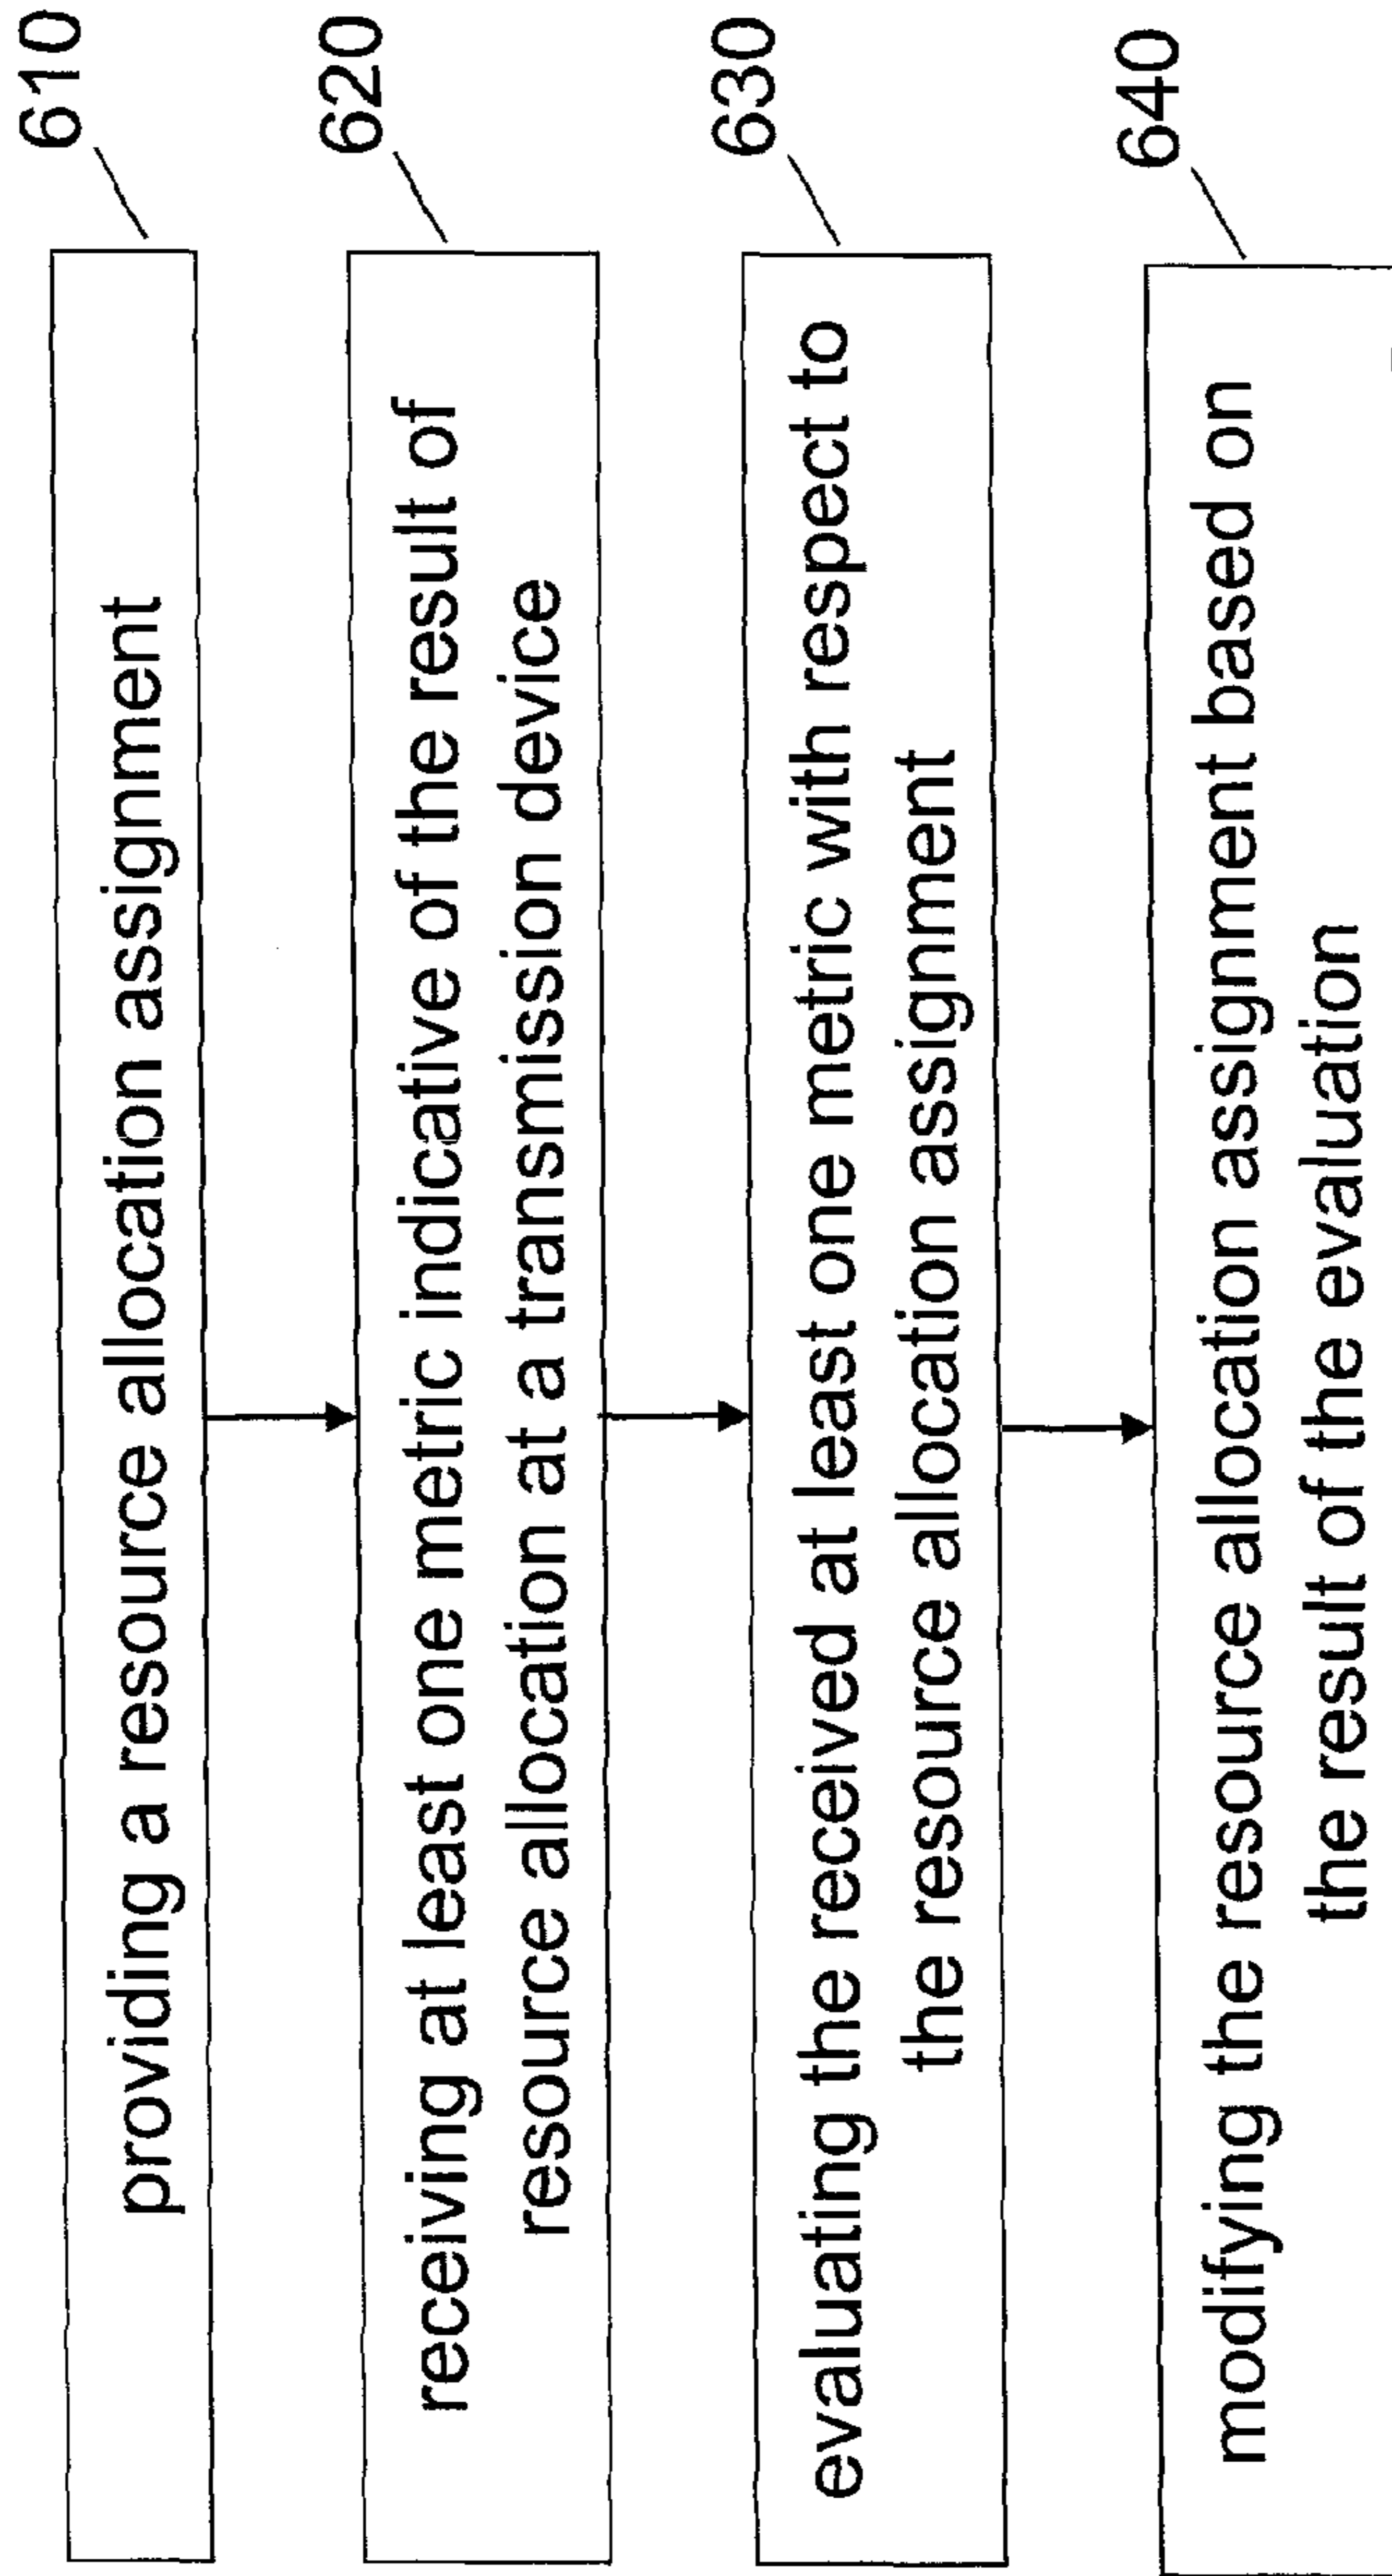 610
providing a resource allocation assignment
620
receiving at least one metric indicative of the result of
resource allocation at a transmission device
630
evaluating the received at least one metric with respect to
the resource allocation assignment
640
modifying the resource allocation assignment based on
the result of the evaluation